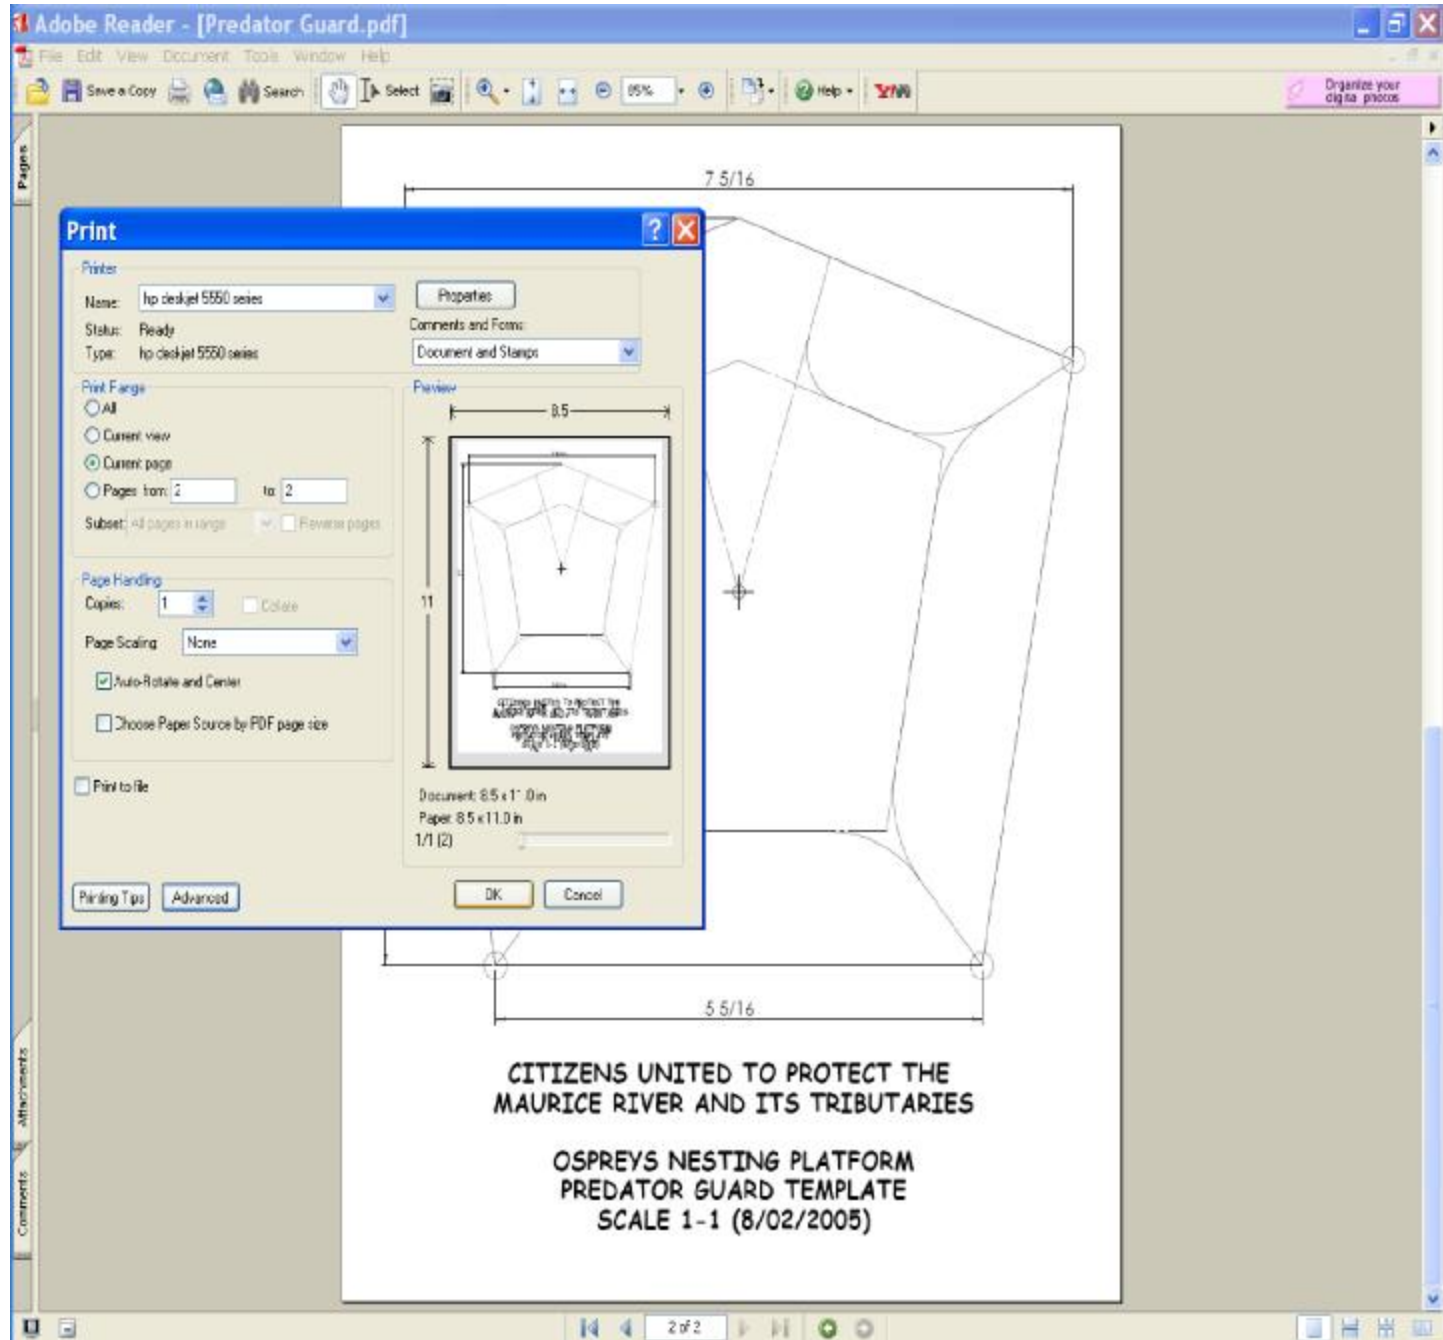 Adobe Reader - [Predator Guard.pdf]
File Edit View Document Tools Window Help
Save a Copy Search Select 85% Help
Organize your
digital photos
Pages
7 5/16
Print
Printer
Name: hp deskjet 5550 series
Properties
Status: Ready
Comments and Forms:
Type: hp deskjet 5550 series
Document and Stamps
Print Range
All
Current view
Current page
Pages from: 2 to: 2
Subset: All pages in range Reverse pages
Preview
8.5
11
Page Handling
Copies: 1 Collate
Page Scaling: None
Auto-Rotate and Center
Choose Paper Source by PDF page size
Print to file
Document: 8.5 x 11.0 in
Paper: 8.5 x 11.0 in
1/1 (2)
Printing Tips Advanced OK Cancel
5 5/16
CITIZENS UNITED TO PROTECT THE
MAURICE RIVER AND ITS TRIBUTARIES
OSPREYS NESTING PLATFORM
PREDATOR GUARD TEMPLATE
SCALE 1-1 (8/02/2005)
Attachments
Comments
2 of 2